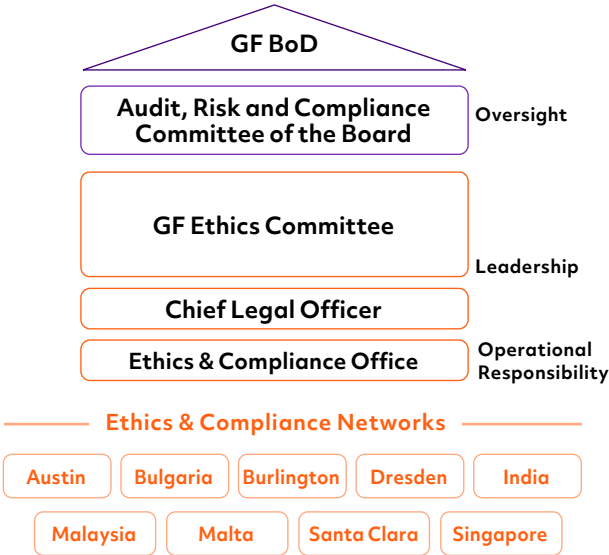 GF BoD
Audit, Risk and Compliance
Committee of the Board
Oversight
GF Ethics Committee
Leadership
Chief Legal Officer
Ethics & Compliance Office
Operational
Responsibility
Ethics & Compliance Networks
Austin
Bulgaria
Burlington
Dresden
India
Malaysia
Malta
Santa Clara
Singapore